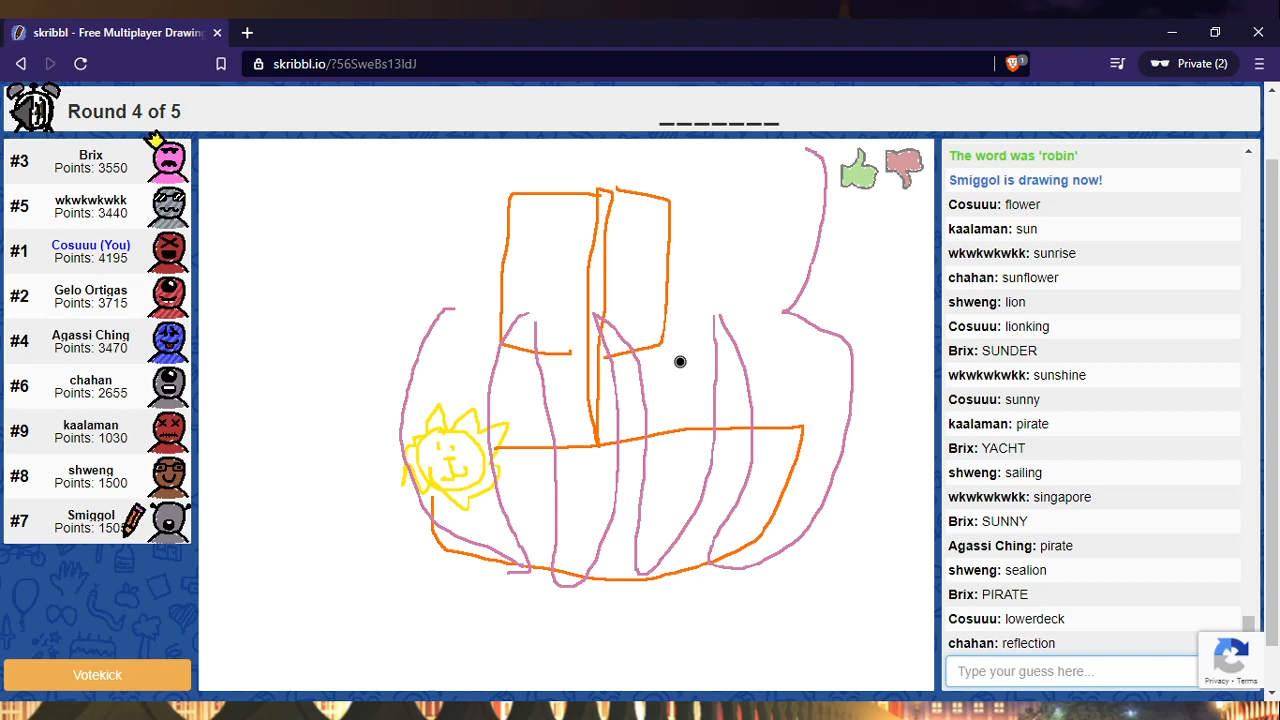 skribbl - Free Multiplayer Drawing
skribbl.io/?56SweBs13IdJ
1
Private (2)
Round 4 of 5
_ _ _ _ _ _ _
#3
Brix
Points: 3550
#5
wkwkwkwkk
Points: 3440
#1
Cosuuu (You)
Points: 4195
#2
Gelo Ortigas
Points: 3715
#4
Agassi Ching
Points: 3470
#6
chahan
Points: 2655
#9
kaalaman
Points: 1030
#8
shweng
Points: 1500
#7
Smiggol
Points: 1505
Votekick
The word was 'robin'
Smiggol is drawing now!
Cosuuu: flower
kaalaman: sun
wkwkwkwkk: sunrise
chahan: sunflower
shweng: lion
Cosuuu: lionking
Brix: SUNDER
wkwkwkwkk: sunshine
Cosuuu: sunny
kaalaman: pirate
Brix: YACHT
shweng: sailing
wkwkwkwkk: singapore
Brix: SUNNY
Agassi Ching: pirate
shweng: sealion
Brix: PIRATE
Cosuuu: lowerdeck
chahan: reflection
Type your guess here...
Privacy - Terms